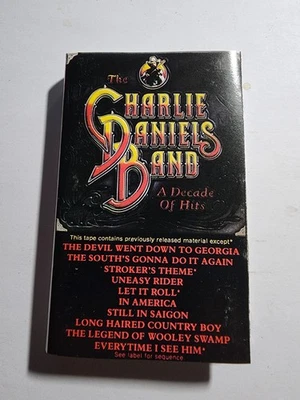 The
CHARLIE
DANIELS
BAND
A Decade
Of Hits
This tape contains previously released material except*
THE DEVIL WENT DOWN TO GEORGIA
THE SOUTH'S GONNA DO IT AGAIN
STROKER'S THEME*
UNEASY RIDER
LET IT ROLL*
IN AMERICA
STILL IN SAIGON
LONG HAIRED COUNTRY BOY
THE LEGEND OF WOOLEY SWAMP
EVERYTIME I SEE HIM*
See label for sequence.